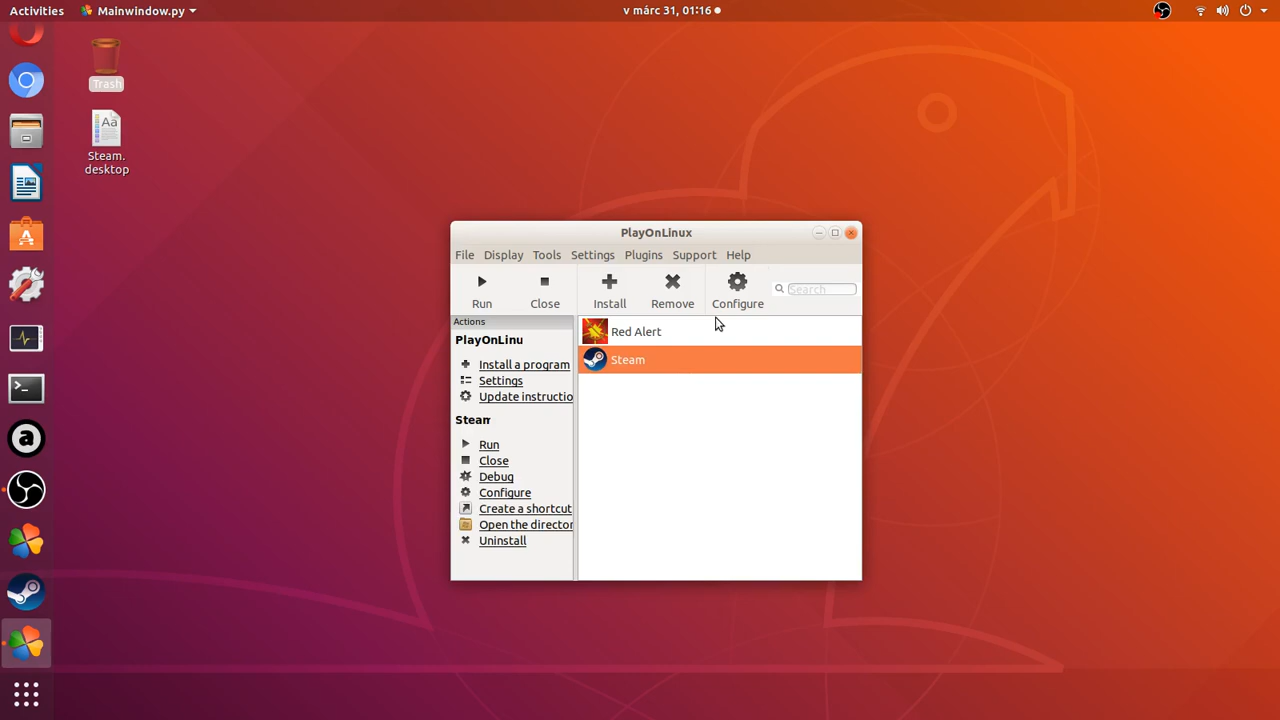 Activities
Mainwindow.py
v márc 31, 01:16
Trash
Aa
Steam.
desktop
PlayOnLinux
File Display Tools Settings Plugins Support Help
Run Close Install Remove Configure Search
Actions
PlayOnLinu
Install a program
Settings
Update instructio
Steam
Run
Close
Debug
Configure
Create a shortcut
Open the director
Uninstall
Red Alert
Steam